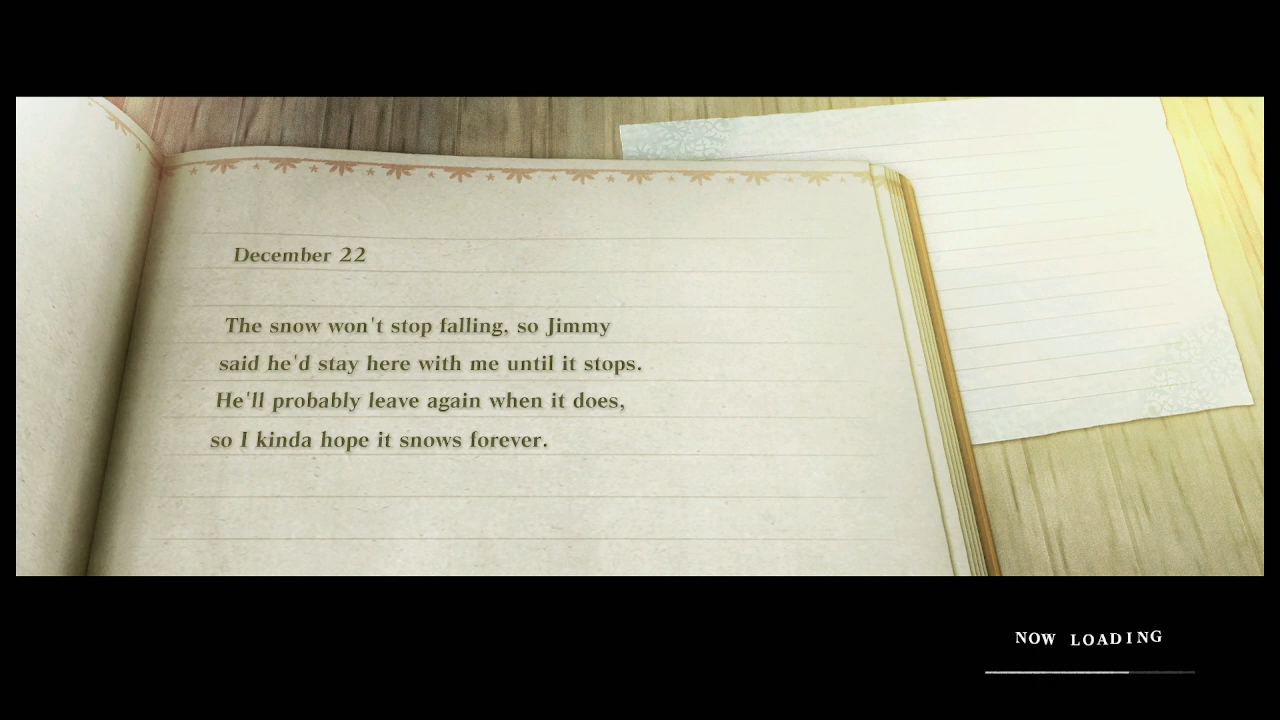 December 22
The snow won't stop falling, so Jimmy
said he'd stay here with me until it stops.
He'll probably leave again when it does,
so I kinda hope it snows forever.
NOW LOADING